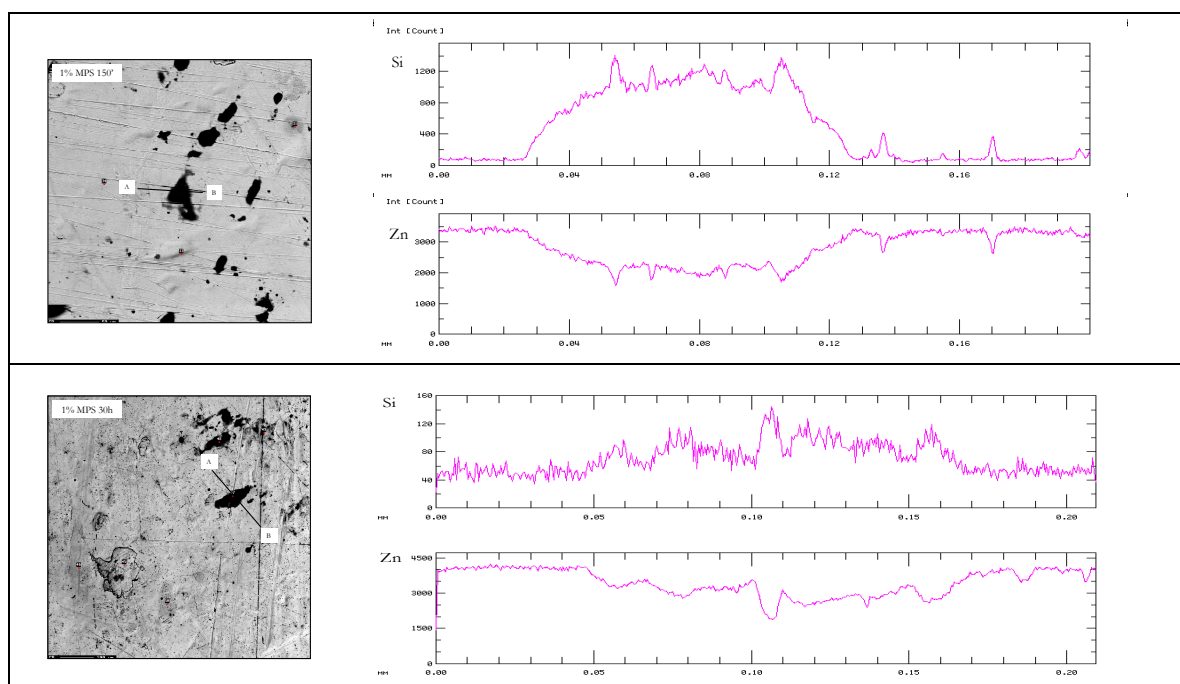 Int [Count]
Si
1% MPS 150'
1200
800
400
0
MM 0.00 0.04 0.08 0.12 0.16
Int [Count]
Zn
A B
3000
2000
1000
0
MM 0.00 0.04 0.08 0.12 0.16
1% MPS 30h
Si
160
120
80
40
0
MM 0.00 0.05 0.10 0.15 0.20
A
B
Zn
4500
3000
1500
0
MM 0.00 0.05 0.10 0.15 0.20